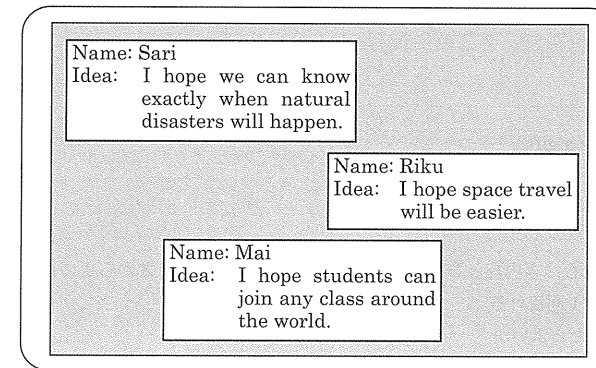 Name: Sari
Idea: I hope we can know
exactly when natural
disasters will happen.
Name: Riku
Idea: I hope space travel
will be easier.
Name: Mai
Idea: I hope students can
join any class around
the world.